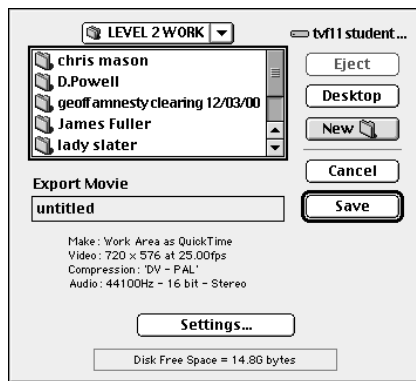 LEVEL 2 WORK
tvf11 student...
chris mason
D.Powell
geoff amnesty clearing 12/03/00
James Fuller
lady slater
Eject
Desktop
New
Cancel
Save
Export Movie
untitled
Make: Work Area as QuickTime
Video: 720 x 576 at 25.00fps
Compression: 'DV - PAL'
Audio: 44100Hz - 16 bit - Stereo
Settings...
Disk Free Space = 14.8G bytes